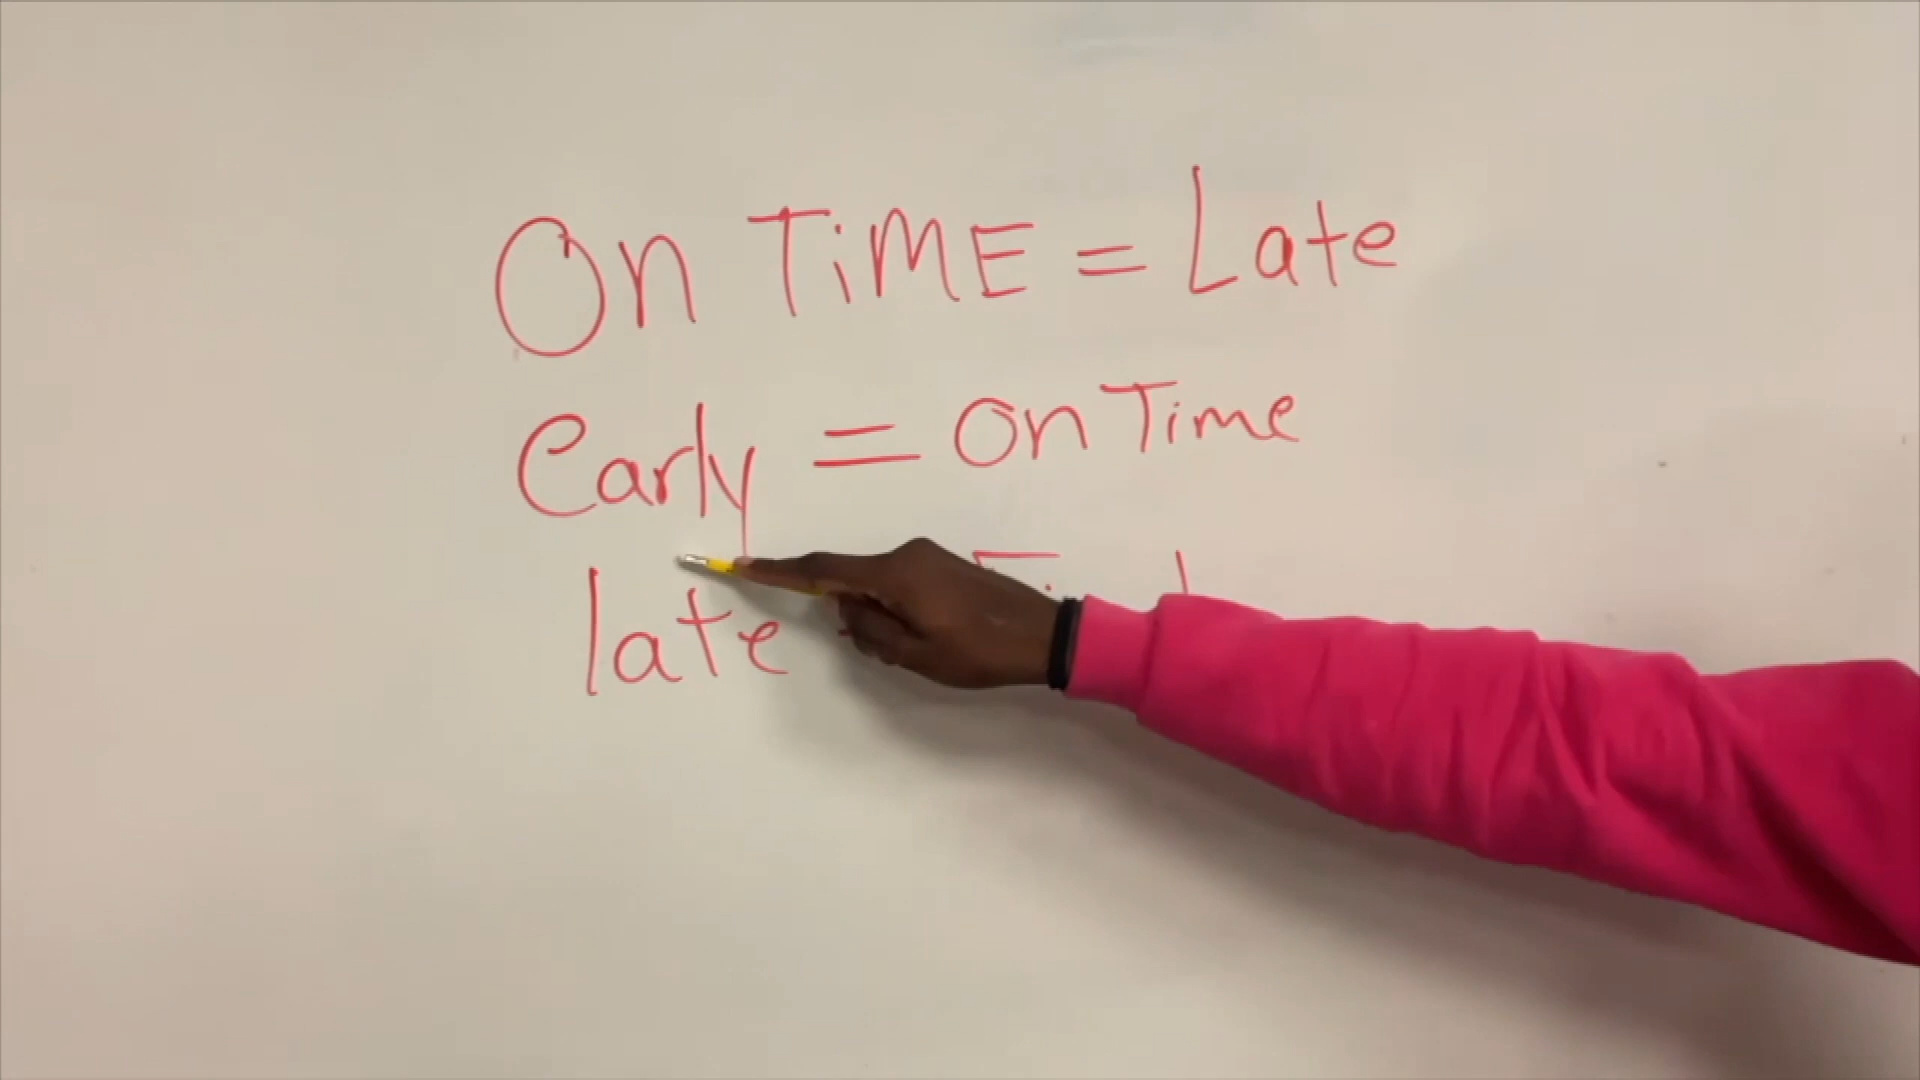 On TiME = Late
Early = On Time
late